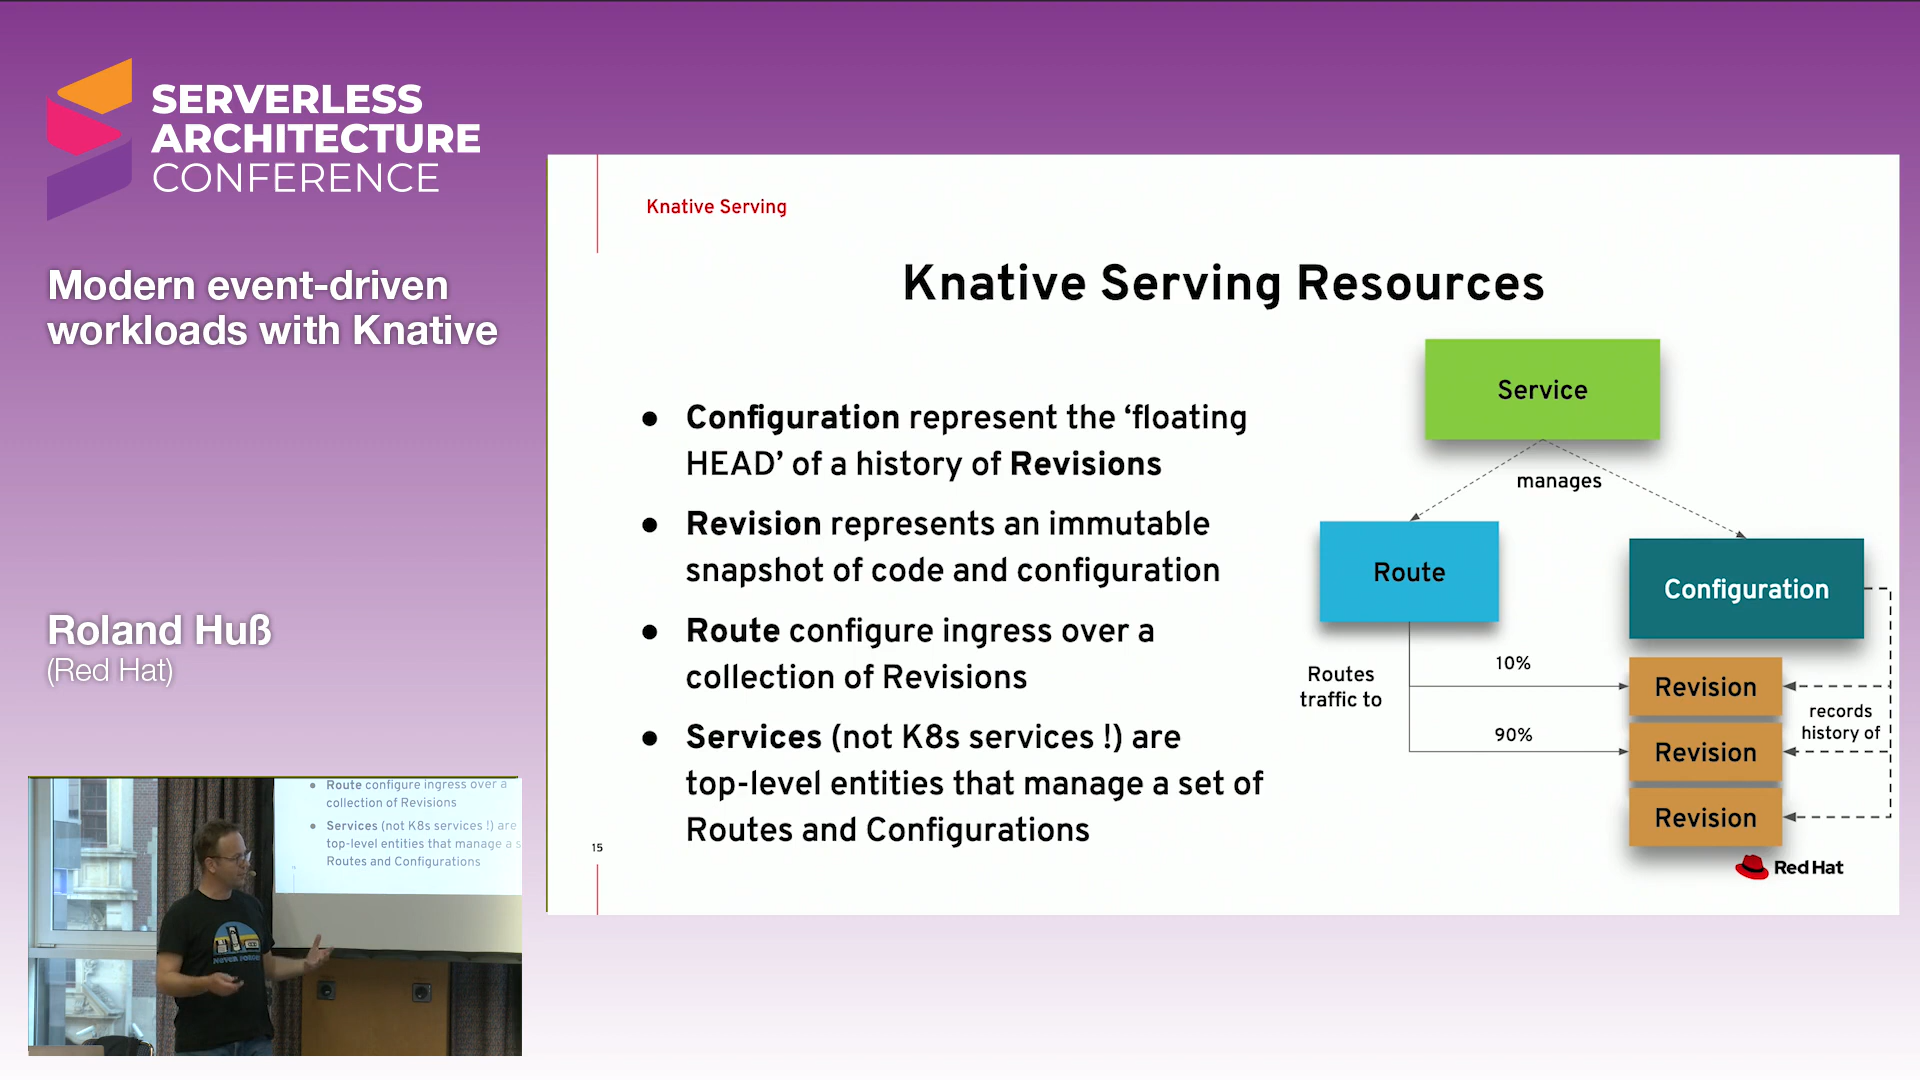 SERVERLESS
ARCHITECTURE
CONFERENCE
Modern event-driven
workloads with Knative
Roland Huß
(Red Hat)
Knative Serving
Knative Serving Resources
● Configuration represent the ‘floating
HEAD’ of a history of Revisions
● Revision represents an immutable
snapshot of code and configuration
● Route configure ingress over a
collection of Revisions
● Services (not K8s services !) are
top-level entities that manage a set of
Routes and Configurations
15
Service
manages
Route
Configuration
Routes
traffic to
10%
90%
Revision
Revision
Revision
records
history of
Red Hat
● Route configure ingress over a
collection of Revisions
● Services (not K8s services !) are
top-level entities that manage a s
Routes and Configurations